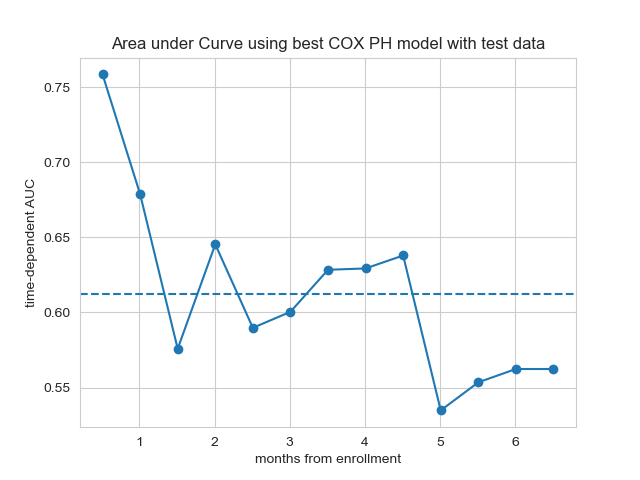 Area under Curve using best COX PH model with test data
time-dependent AUC
0.75
0.70
0.65
0.60
0.55
1 2 3 4 5 6
months from enrollment